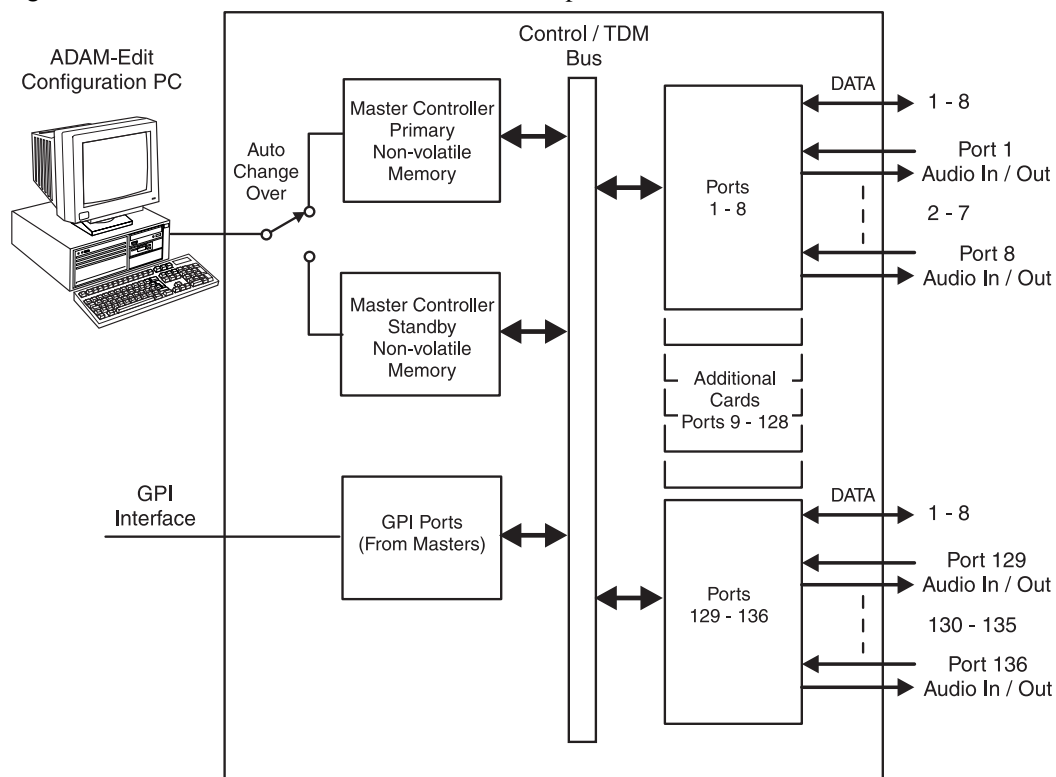 Control / TDM
Bus
ADAM-Edit
Configuration PC
Auto
Change
Over
Master Controller
Primary
Non-volatile
Memory
Master Controller
Standby
Non-volatile
Memory
GPI
Interface
GPI Ports
(From Masters)
Ports
1 - 8
DATA
1 - 8
Port 1
Audio In / Out
2 - 7
Port 8
Audio In / Out
Additional
Cards
Ports 9 - 128
Ports
129 - 136
DATA
1 - 8
Port 129
Audio In / Out
130 - 135
Port 136
Audio In / Out